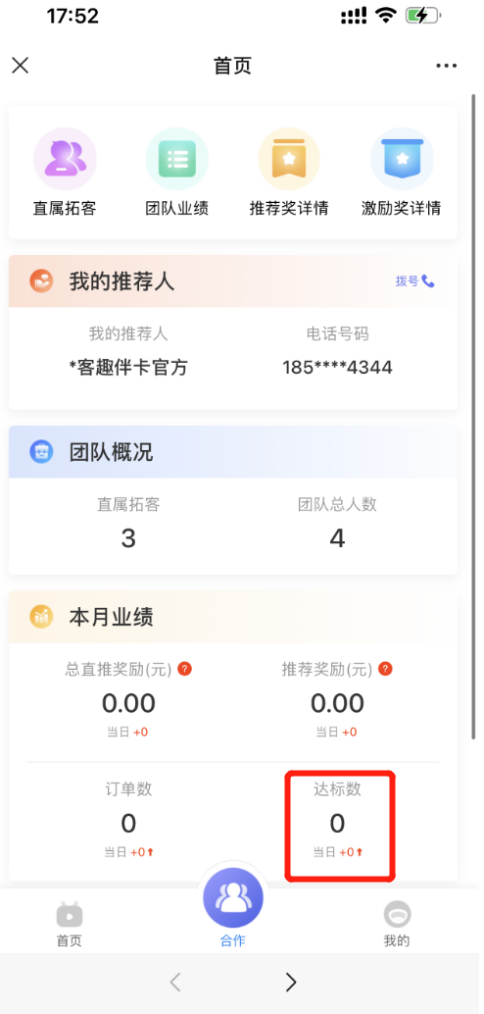 17:52
首页
直属拓客 团队业绩 推荐奖详情 激励奖详情
我的推荐人 拨号
我的推荐人 电话号码
*客趣伴卡官方 185****4344
团队概况
直属拓客 团队总人数
3 4
本月业绩
总直推奖励(元) ? 推荐奖励(元) ?
0.00 0.00
当日 +0 当日 +0
订单数 达标数
0 0
当日 +0 当日 +0
首页 合作 我的